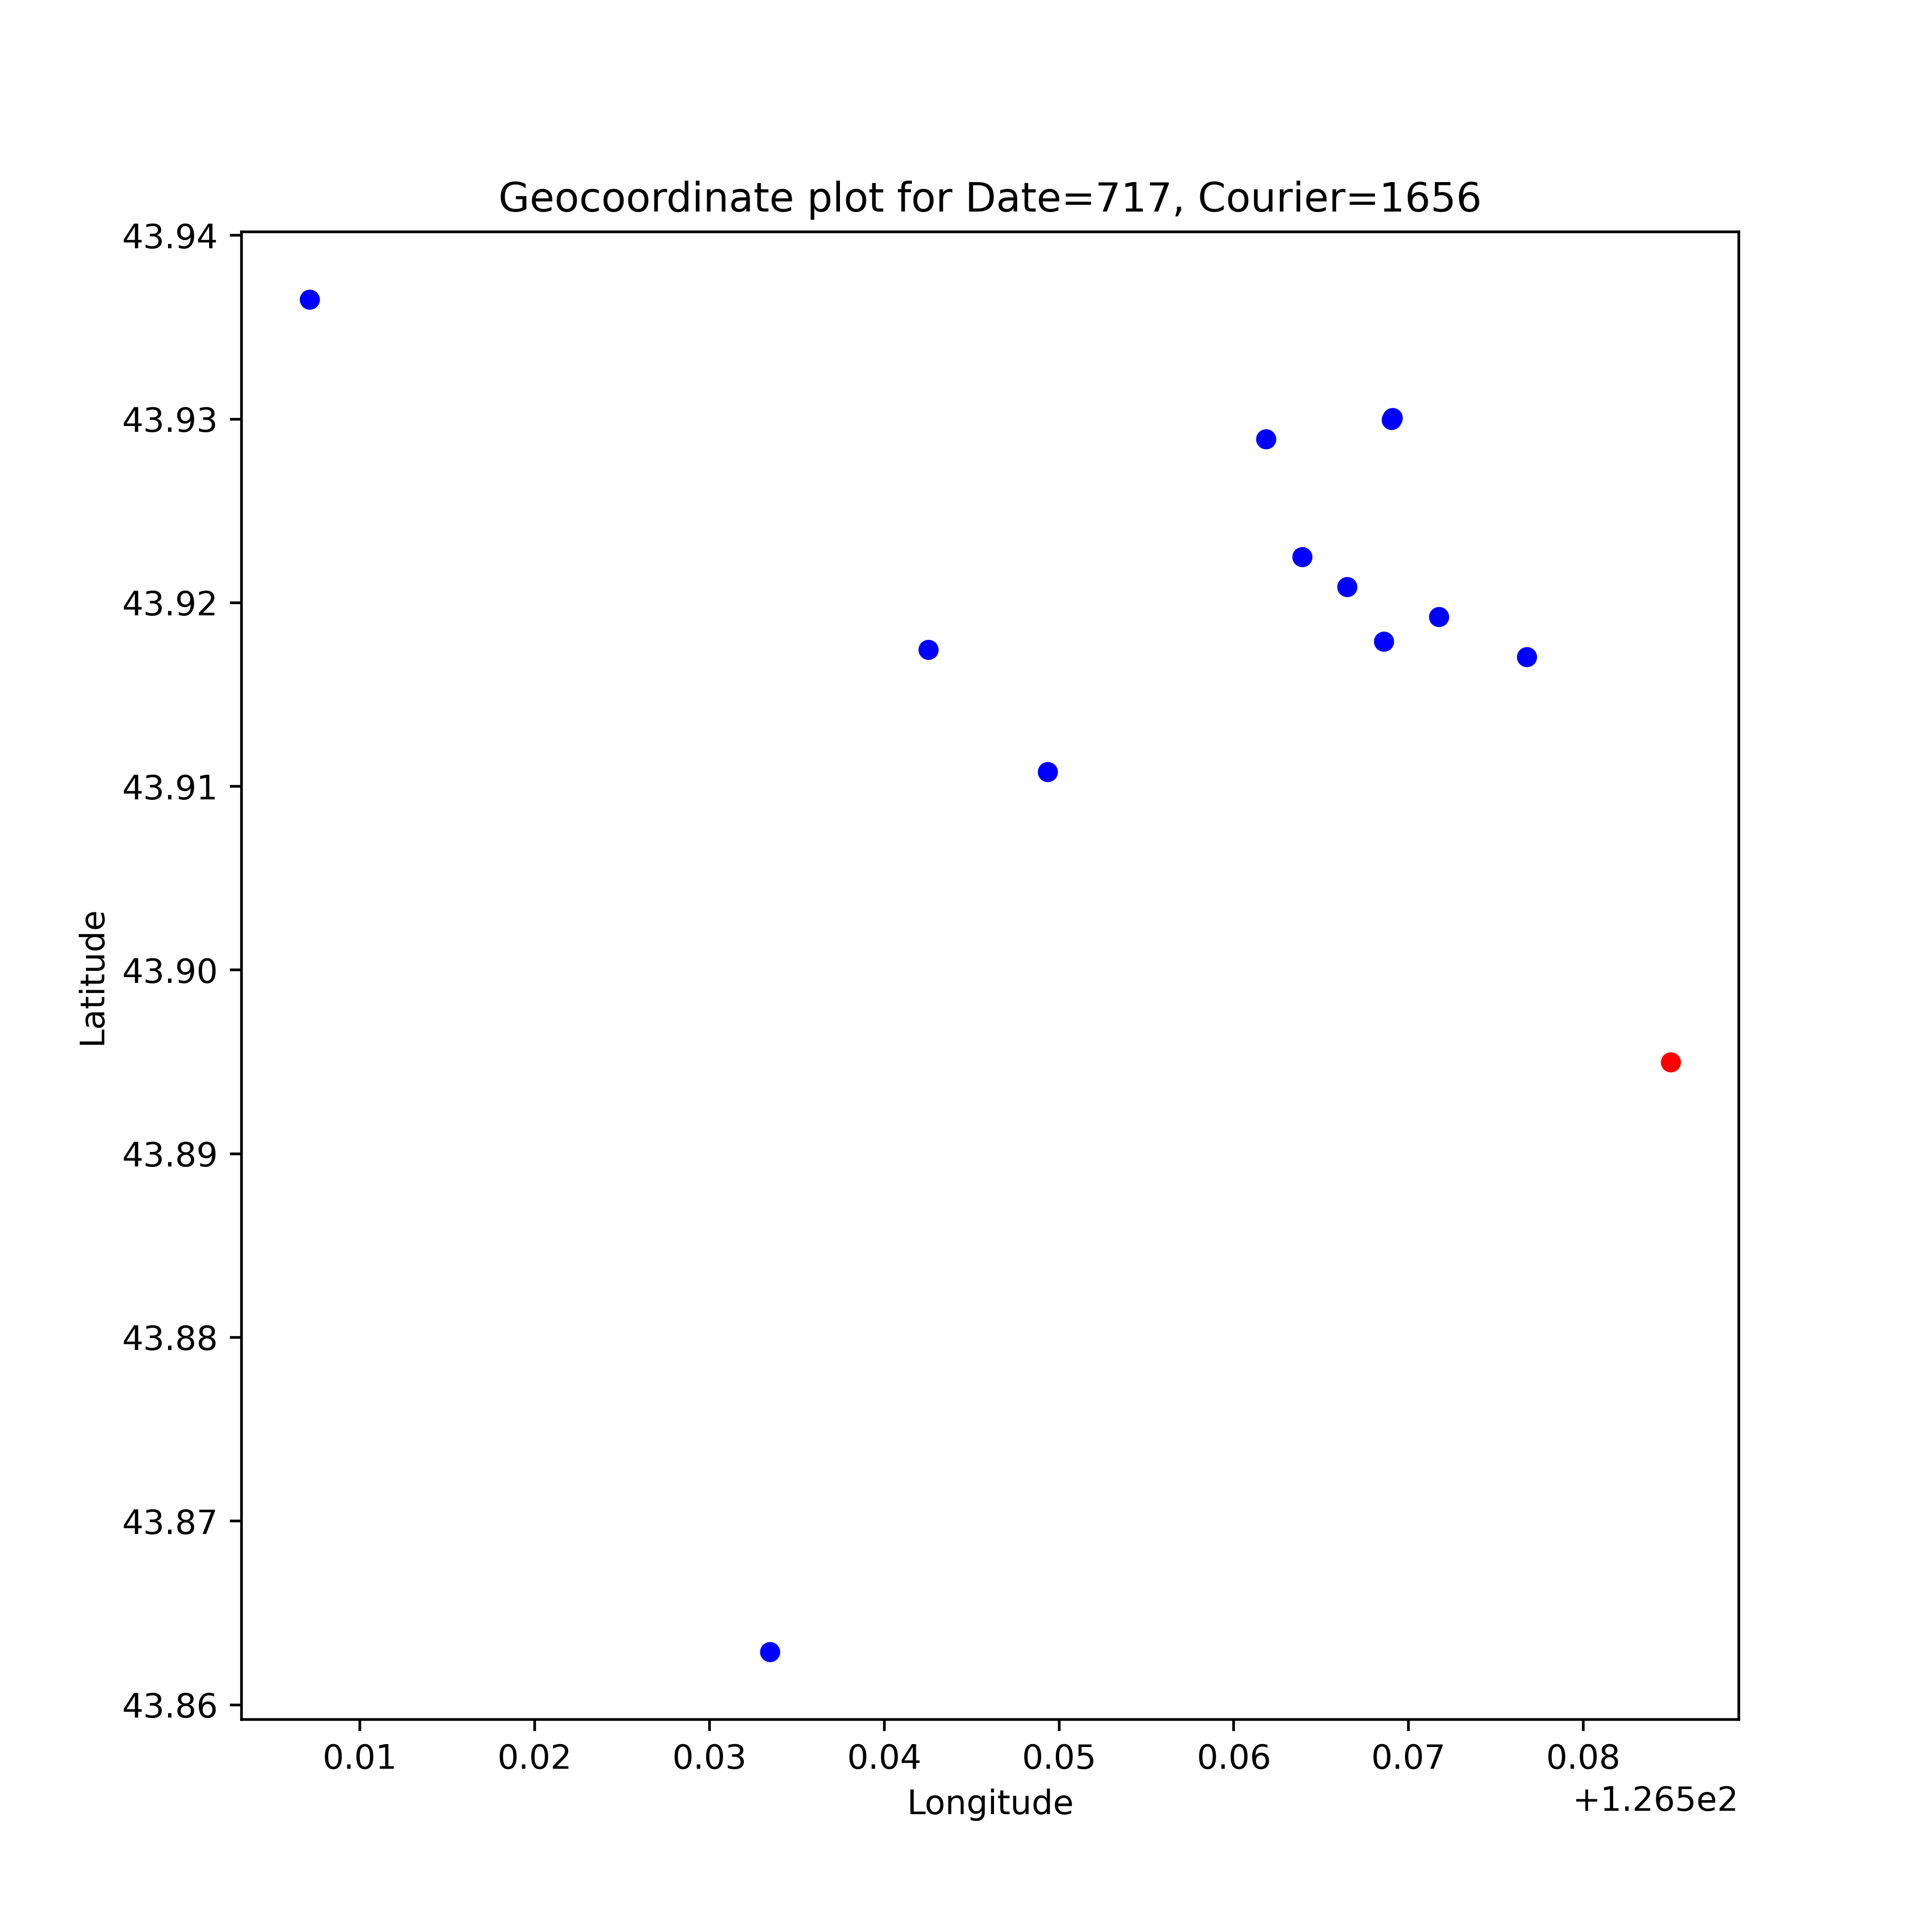 Geocoordinate plot for Date=717, Courier=1656
43.94
43.93
43.92
43.91
43.90
43.89
43.88
43.87
43.86
Latitude
0.01 0.02 0.03 0.04 0.05 0.06 0.07 0.08
+1.265e2
Longitude